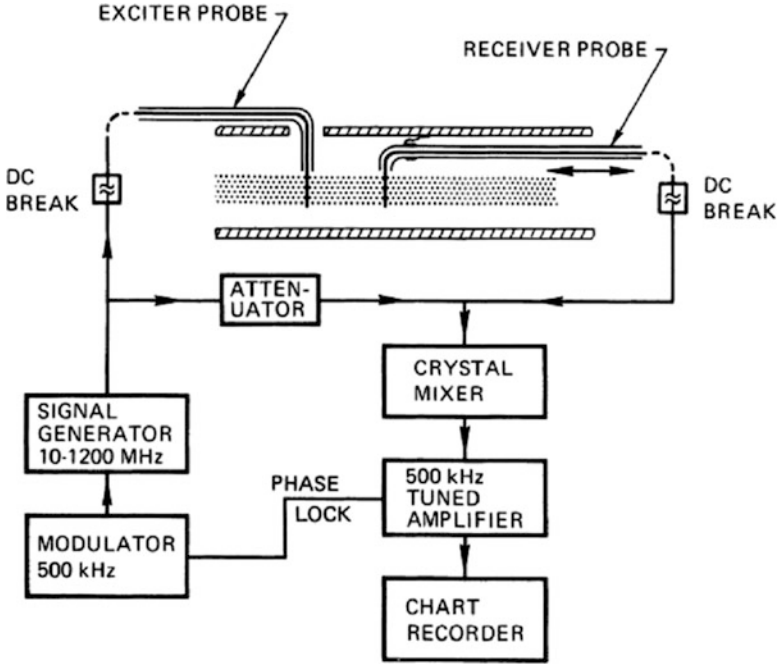 EXCITER PROBE
RECEIVER PROBE
DC
BREAK
DC
BREAK
ATTEN-
UATOR
CRYSTAL
MIXER
SIGNAL
GENERATOR
10-1200 MHz
PHASE
LOCK
500 kHz
TUNED
AMPLIFIER
MODULATOR
500 kHz
CHART
RECORDER